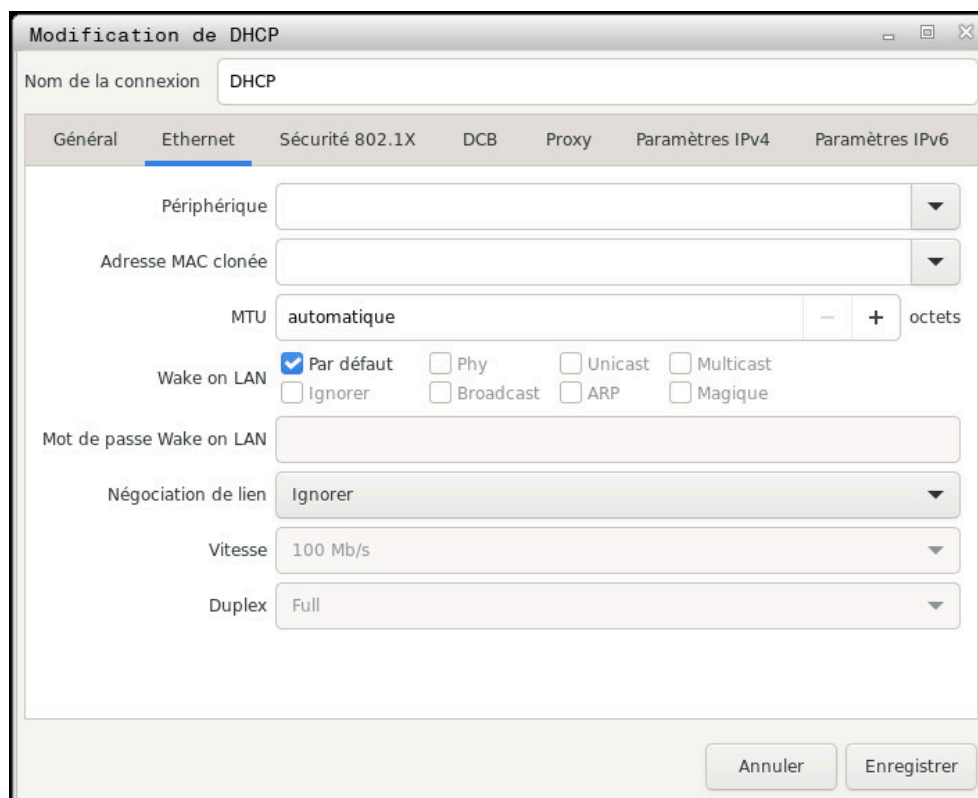 Modification de DHCP
Nom de la connexion DHCP
Général Ethernet Sécurité 802.1X DCB Proxy Paramètres IPv4 Paramètres IPv6
Périphérique
Adresse MAC clonée
MTU automatique − + octets
Wake on LAN Par défaut Phy Unicast Multicast
Ignorer Broadcast ARP Magique
Mot de passe Wake on LAN
Négociation de lien Ignorer
Vitesse 100 Mb/s
Duplex Full
Annuler Enregistrer